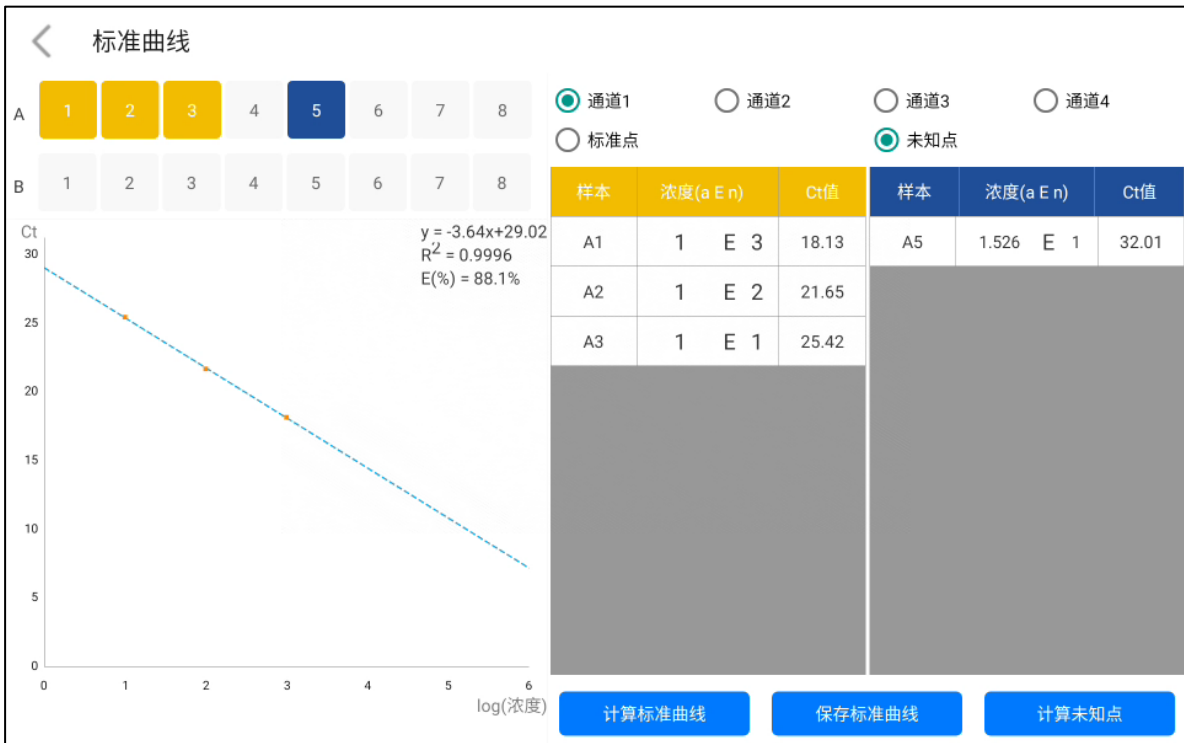 标准曲线
A 1 2 3 4 5 6 7 8
B 1 2 3 4 5 6 7 8
Ct
y = -3.64x+29.02
R² = 0.9996
E(%) = 88.1%
30
25
20
15
10
5
0
0 1 2 3 4 5 6
log(浓度)
通道1 通道2 通道3 通道4
标准点 未知点
样本 浓度(a E n) Ct值 样本 浓度(a E n) Ct值
A1 1 E 3 18.13 A5 1.526 E 1 32.01
A2 1 E 2 21.65
A3 1 E 1 25.42
计算标准曲线 保存标准曲线 计算未知点